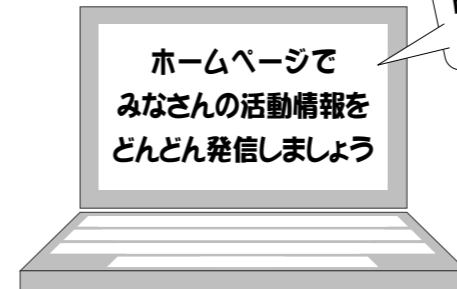 ホームページで
みなさんの活動情報を
どんどん発信しましょう